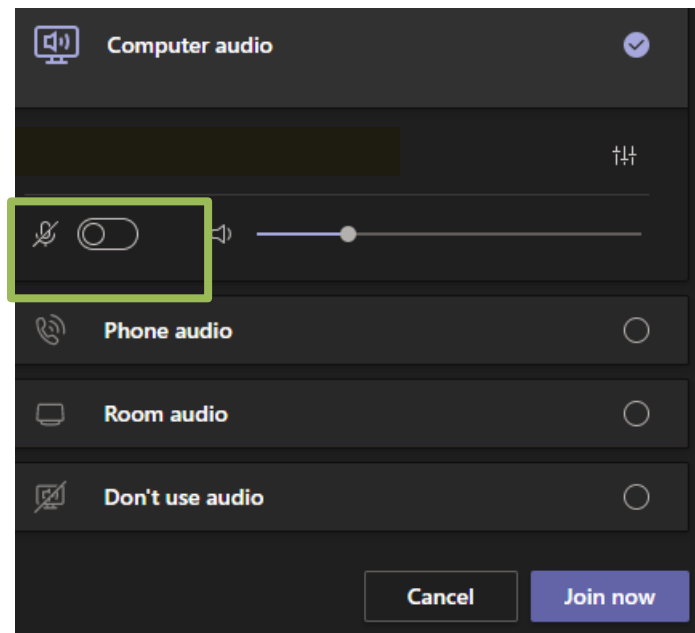 Computer audio
Phone audio
Room audio
Don't use audio
Cancel
Join now